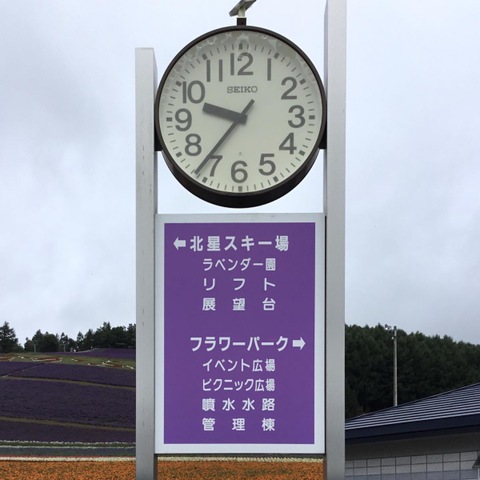 12
1
2
3
4
5
6
7
8
9
10
11
SEIKO
←北星スキー場
ラベンダー園
リフト
展望台
フラワーパーク→
イベント広場
ピクニック広場
噴水水路
管理棟